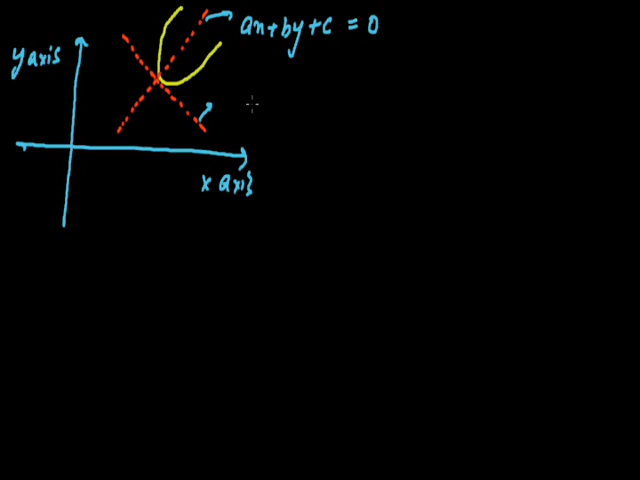 ax+by+c = 0
y axis
x axis